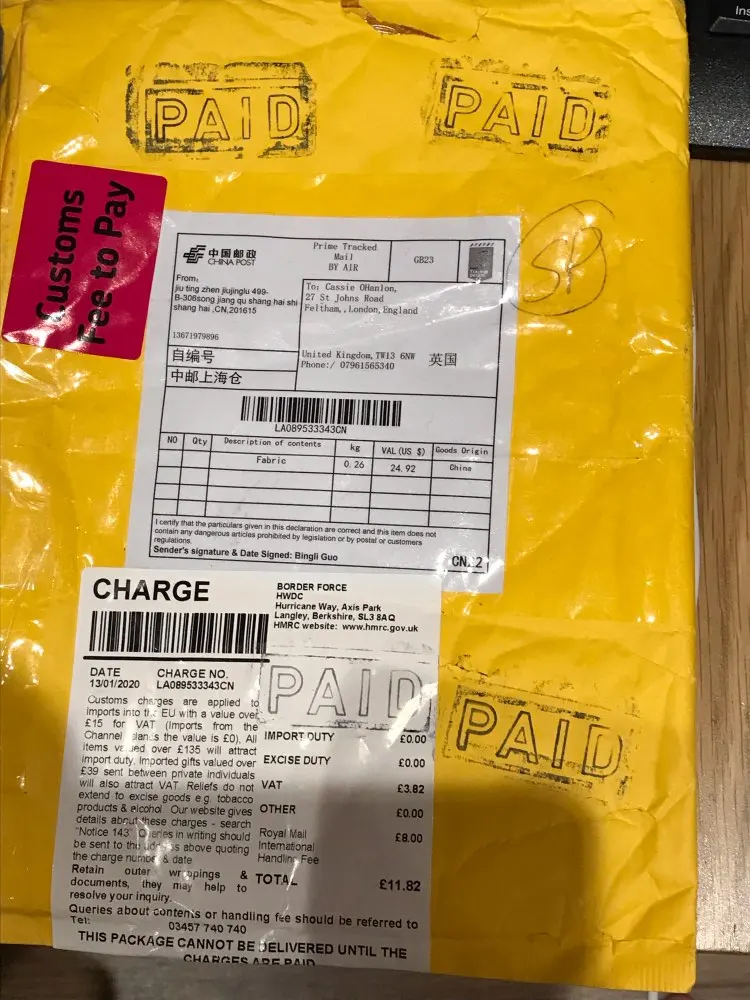 Ins
PAID
PAID
Customs
Fee to Pay
SP
中国邮政
CHINA POST
Prime Tracked
Mail
BY AIR
GB23
From,
jiu ting zhen jiujinglu 499-
B-306song jiang qu shang hai shi
shang hai ,CN,201615
13671979896
To: Cassie OHanlon,
27 St Johns Road
Feltham,,London,England
United Kingdom,TW13 6NW 英国
Phone:/ 07961565340
自编号
中邮上海仓
LA089533343CN
NO Qty Description of contents kg VAL(US $) Goods Origin
Fabric 0.26 24.92 China
I certify that the particulars given in this declaration are correct and this item does not
contain any dangerous articles prohibited by legislation or by postal or customers
regulations.
Sender's signature & Date Signed: Bingli Guo
CN22
CHARGE
BORDER FORCE
HWDC
Hurricane Way, Axis Park
Langley, Berkshire, SL3 8AQ
HMRC website: www.hmrc.gov.uk
DATE CHARGE NO.
13/01/2020 LA089533343CN
PAID
PAID
Customs charges are applied to
imports into the EU with a value over
£15 for VAT (Imports from the
Channel Islands the value is £0). All
items valued over £135 will attract
import duty. Imported gifts valued over
£39 sent between private individuals
will also attract VAT Reliefs do not
extend to excise goods e.g. tobacco
products & alcohol Our website gives
details about these charges - search
"Notice 143" Queries in writing should
be sent to the address above quoting
the charge number & date
Retain outer wrappings &
documents, they may help to
resolve your inquiry.
IMPORT DUTY £0.00
EXCISE DUTY £0.00
VAT £3.82
OTHER £0.00
Royal Mail
International
Handling Fee £8.00
TOTAL £11.82
Queries about contents or handling fee should be referred to
Tel: 03457 740 740
THIS PACKAGE CANNOT BE DELIVERED UNTIL THE
CHARGES ARE PAID